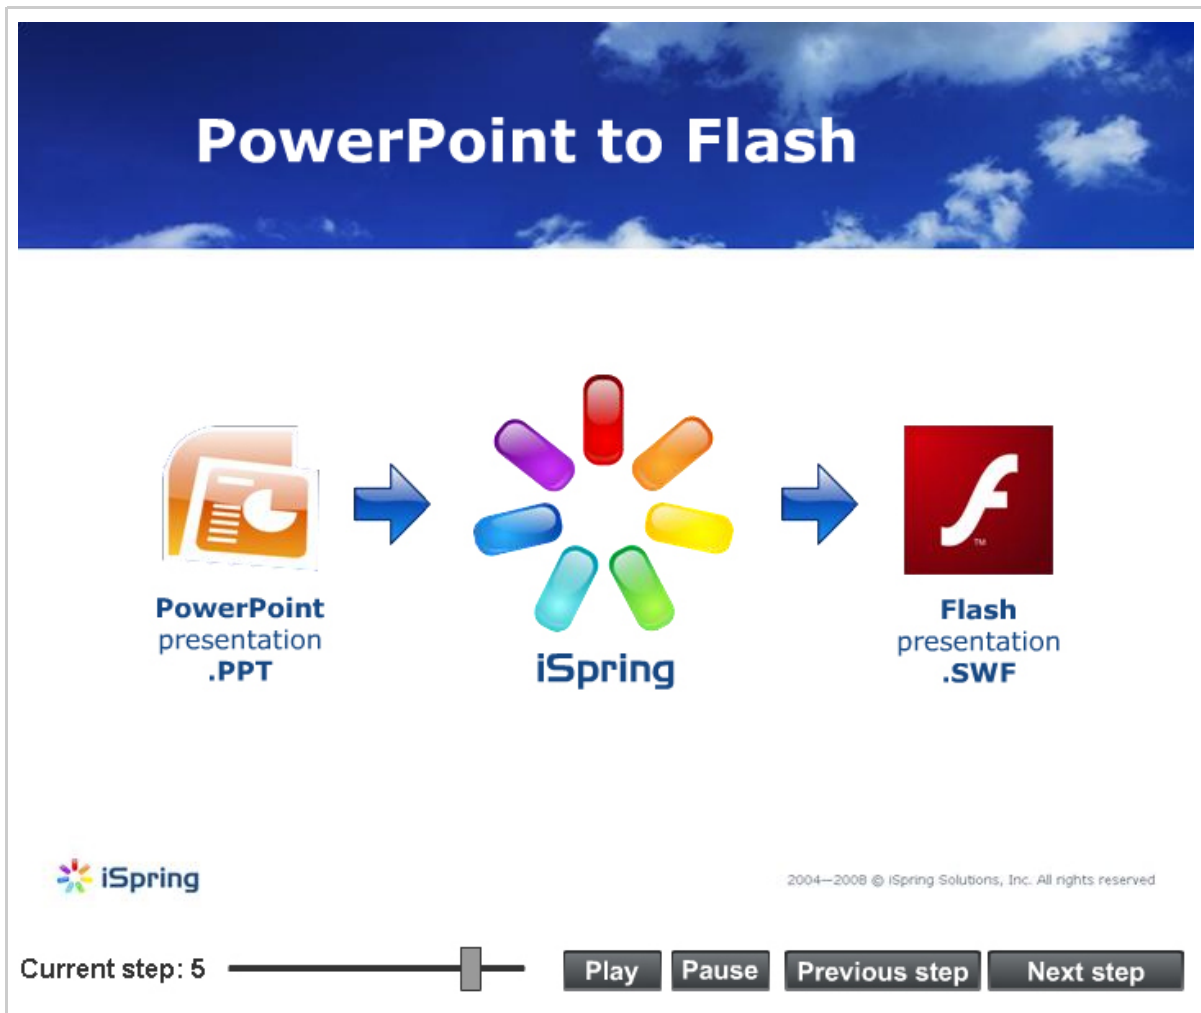 PowerPoint to Flash
PowerPoint
presentation
.PPT
iSpring
Flash
presentation
.SWF
TM
iSpring
2004—2008 © iSpring Solutions, Inc. All rights reserved
Current step: 5
Play
Pause
Previous step
Next step